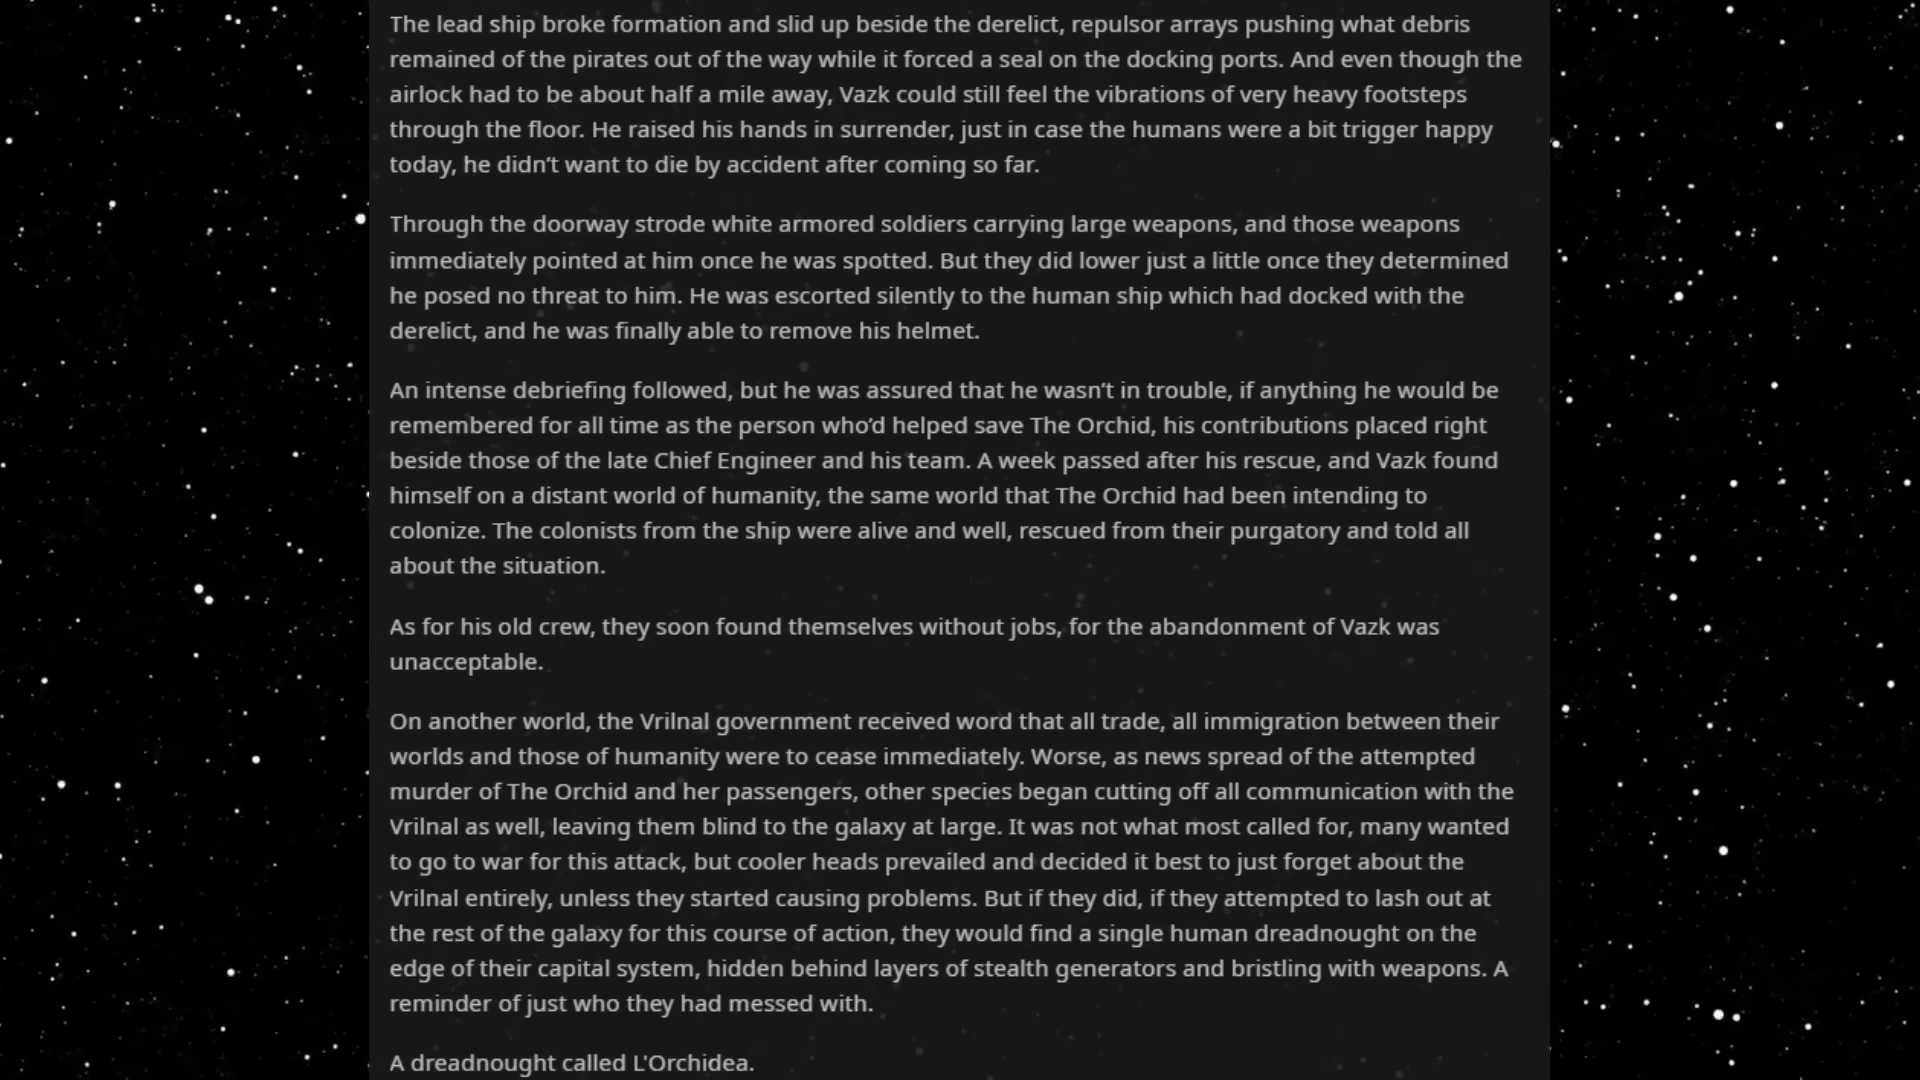 The lead ship broke formation and slid up beside the derelict, repulsor arrays pushing what debris
remained of the pirates out of the way while it forced a seal on the docking ports. And even though the
airlock had to be about half a mile away, Vazk could still feel the vibrations of very heavy footsteps
through the floor. He raised his hands in surrender, just in case the humans were a bit trigger happy
today, he didn’t want to die by accident after coming so far.
Through the doorway strode white armored soldiers carrying large weapons, and those weapons
immediately pointed at him once he was spotted. But they did lower just a little once they determined
he posed no threat to him. He was escorted silently to the human ship which had docked with the
derelict, and he was finally able to remove his helmet.
An intense debriefing followed, but he was assured that he wasn’t in trouble, if anything he would be
remembered for all time as the person who’d helped save The Orchid, his contributions placed right
beside those of the late Chief Engineer and his team. A week passed after his rescue, and Vazk found
himself on a distant world of humanity, the same world that The Orchid had been intending to
colonize. The colonists from the ship were alive and well, rescued from their purgatory and told all
about the situation.
As for his old crew, they soon found themselves without jobs, for the abandonment of Vazk was
unacceptable.
On another world, the Vrilnal government received word that all trade, all immigration between their
worlds and those of humanity were to cease immediately. Worse, as news spread of the attempted
murder of The Orchid and her passengers, other species began cutting off all communication with the
Vrilnal as well, leaving them blind to the galaxy at large. It was not what most called for, many wanted
to go to war for this attack, but cooler heads prevailed and decided it best to just forget about the
Vrilnal entirely, unless they started causing problems. But if they did, if they attempted to lash out at
the rest of the galaxy for this course of action, they would find a single human dreadnought on the
edge of their capital system, hidden behind layers of stealth generators and bristling with weapons. A
reminder of just who they had messed with.
A dreadnought called L'Orchidea.